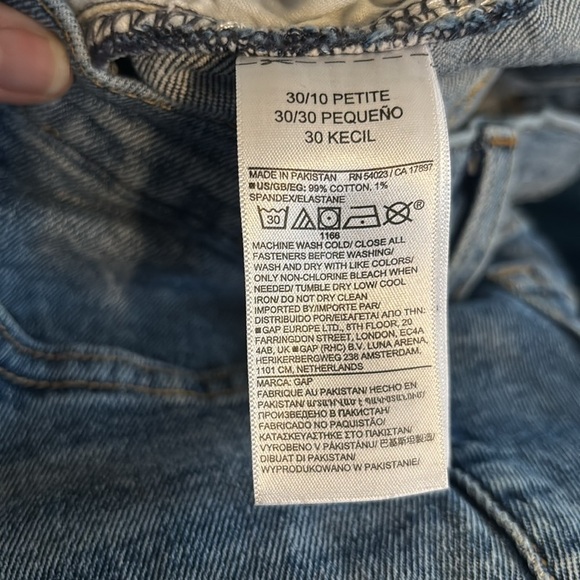 30/10 PETITE
30/30 PEQUEÑO
30 KECIL
MADE IN PAKISTAN RN 54023/ CA 17897
■US/GB/EG: 99% COTTON, 1%
SPANDEX/ELASTANE
30
®
1166
MACHINE WASH COLD/ CLOSE ALL
FASTENERS BEFORE WASHING/
WASH AND DRY WITH LIKE COLORS/
ONLY NON-CHLORINE BLEACH WHEN
NEEDED/ TUMBLE DRY LOW/ COOL
IRON/ DO NOT DRY CLEAN
IMPORTED BY/IMPORTE PAR/
DISTRIBUIDO POR/ΕΙΣΑΓΕΤΑΙ ΑΠΟ ΤΗΝ:
■GAP EUROPE LTD., 8TH FLOOR, 20
FARRINGDON STREET, LONDON, EC4A
4AB, UK ■GAP (RHC) B.V. LUNA ARENA,
HERIKERBERGWEG 238 AMSTERDAM,
1101 CM, NETHERLANDS
MARCA: GAP
FABRIQUE AU PAKISTAN/ HECHO EN
PAKISTAN/
ПРОИЗВЕДЕНО В ПАКИСТАН/
FABRICADO NO PAQUISTÃO/
ΚΑΤΑΣΚΕΥΑΣΤΗΚΕ ΣΤΟ ΠΑΚΙΣΤΑΝ/
VYROBENO V PÁKISTÁNU/ 巴基斯坦製/
DIBUAT DI PAKISTAN/
WYPRODUKOWANO W PAKISTANIE/